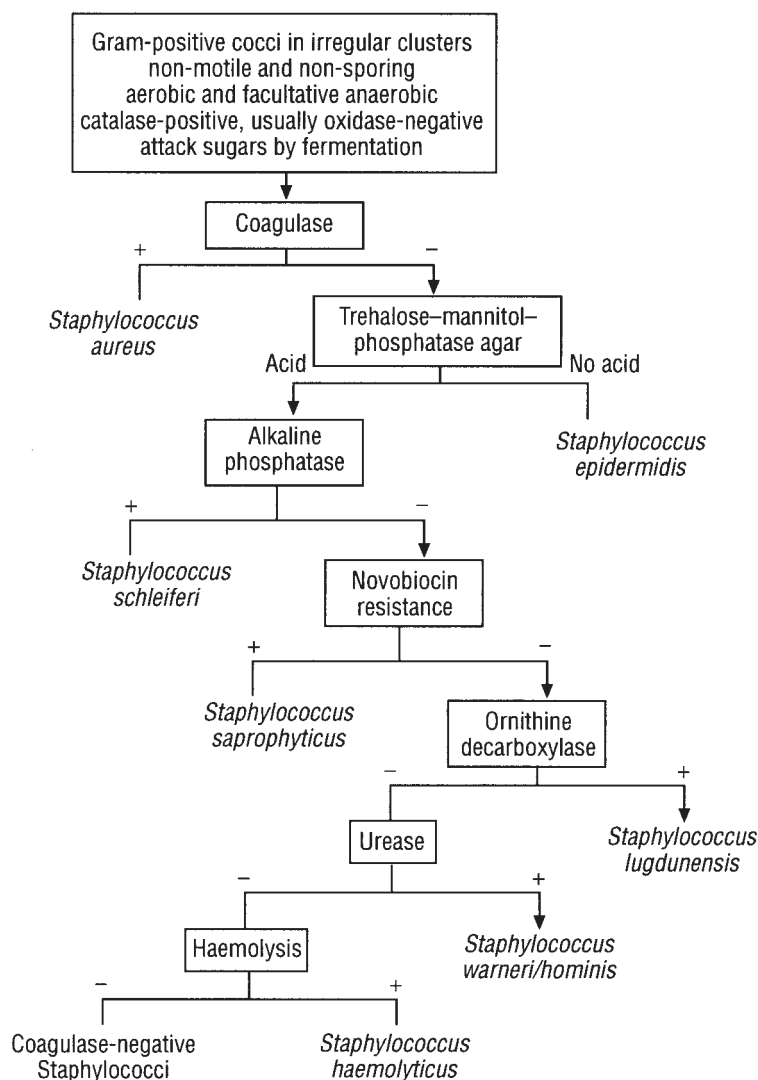 Gram-positive cocci in irregular clusters
non-motile and non-sporing
aerobic and facultative anaerobic
catalase-positive, usually oxidase-negative
attack sugars by fermentation
Coagulase
+
−
Staphylococcus
aureus
Trehalose–mannitol–
phosphatase agar
Acid
No acid
Alkaline
phosphatase
Staphylococcus
epidermidis
+
−
Staphylococcus
schleiferi
Novobiocin
resistance
+
−
Staphylococcus
saprophyticus
Ornithine
decarboxylase
−
+
Urease
Staphylococcus
lugdunensis
−
+
Haemolysis
Staphylococcus
warneri/hominis
−
+
Coagulase-negative
Staphylococci
Staphylococcus
haemolyticus